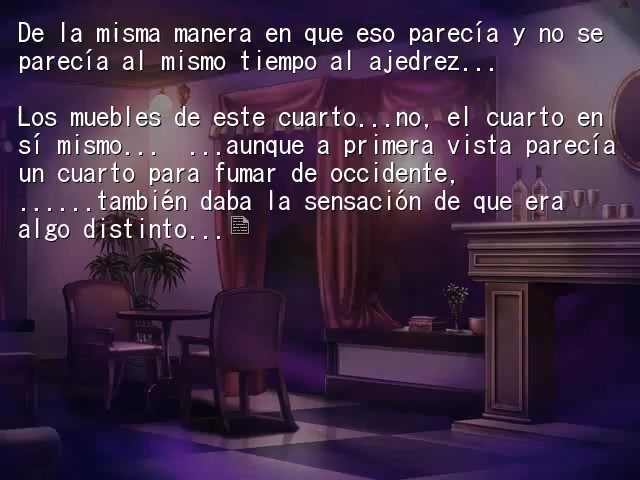 De la misma manera en que eso parecía y no se
parecía al mismo tiempo al ajedrez...
Los muebles de este cuarto...no, el cuarto en
sí mismo...  ...aunque a primera vista parecía
un cuarto para fumar de occidente,
......también daba la sensación de que era
algo distinto...